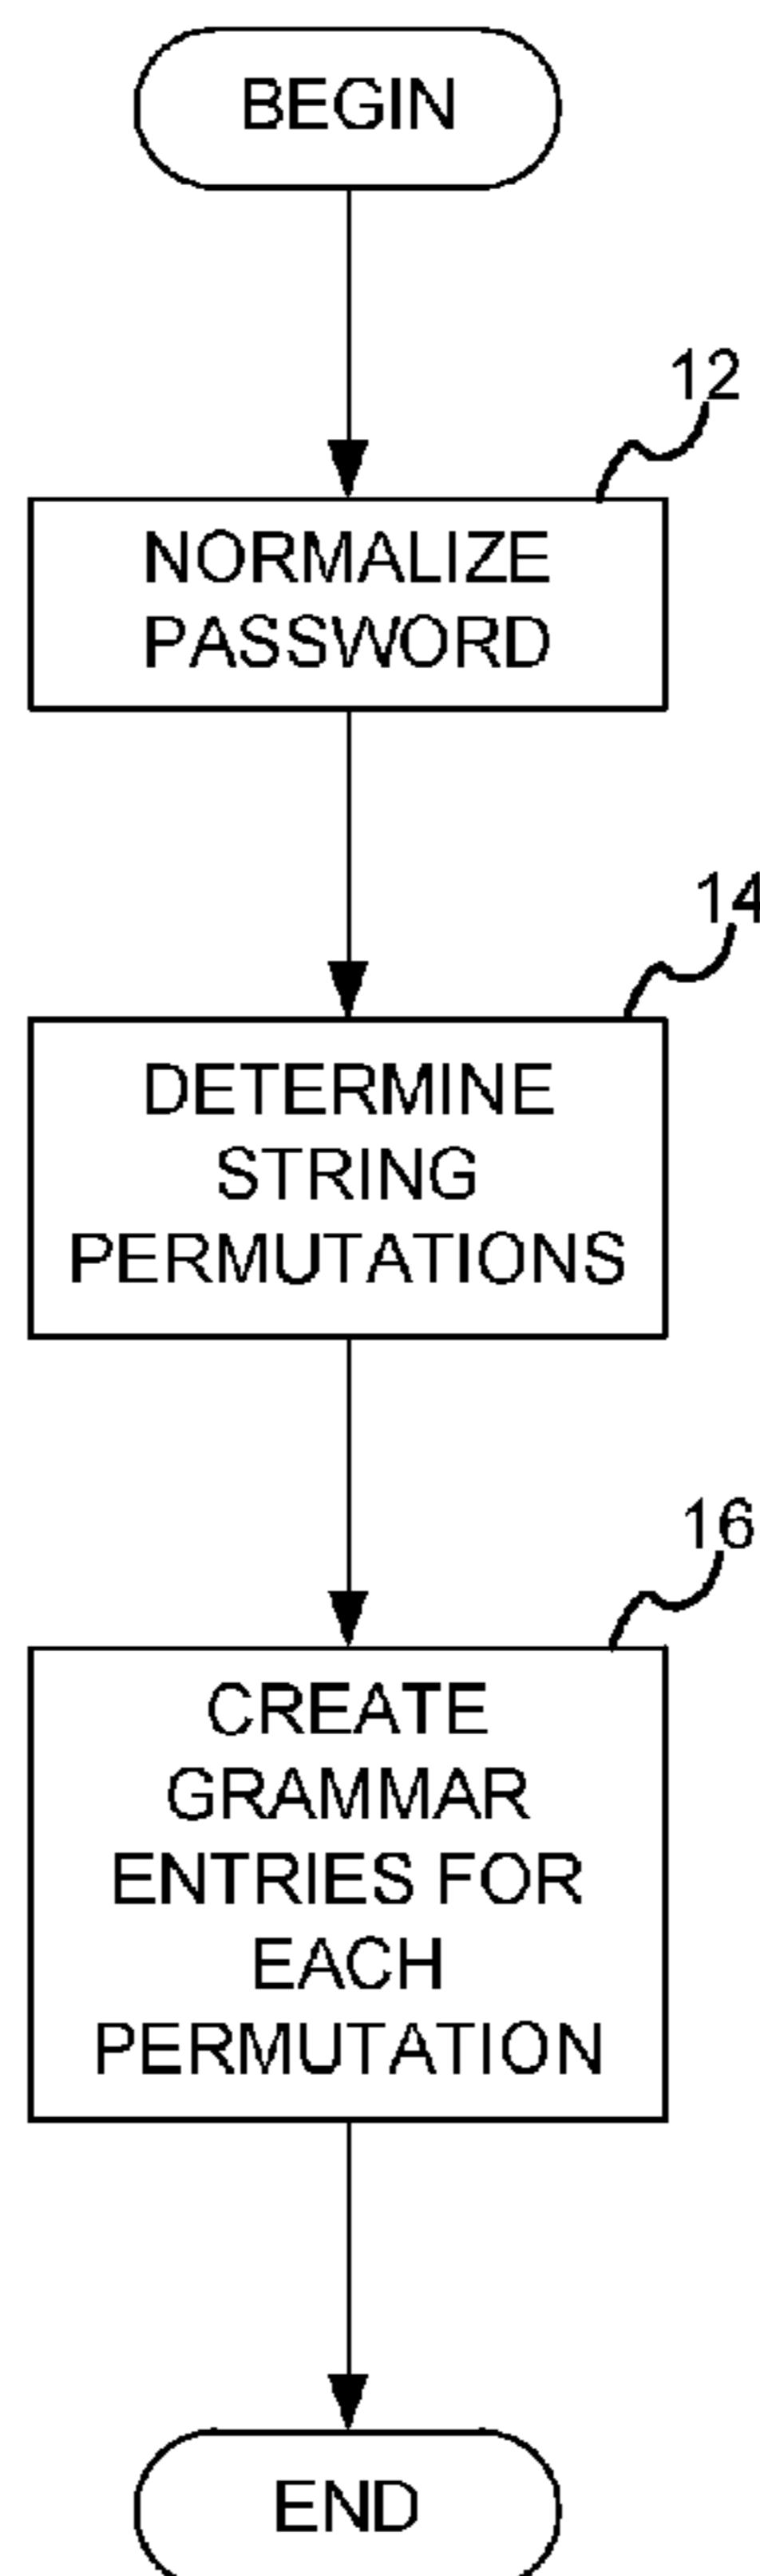 BEGIN
12
NORMALIZE
PASSWORD
14
DETERMINE
STRING
PERMUTATIONS
16
CREATE
GRAMMAR
ENTRIES FOR
EACH
PERMUTATION
END